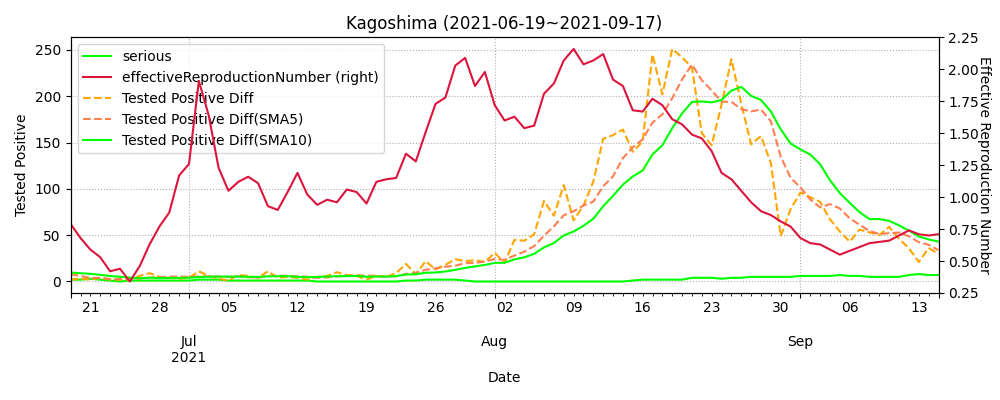 Kagoshima (2021-06-19~2021-09-17)
serious
effectiveReproductionNumber (right)
Tested Positive Diff
Tested Positive Diff(SMA5)
Tested Positive Diff(SMA10)
Tested Positive
250
200
150
100
50
0
2.25
2.00
1.75
1.50
1.25
1.00
0.75
0.50
0.25
Effective Reproduction Number
21 28 05 12 19 26 02 09 16 23 30 06 13
Jul Aug Sep
2021
Date